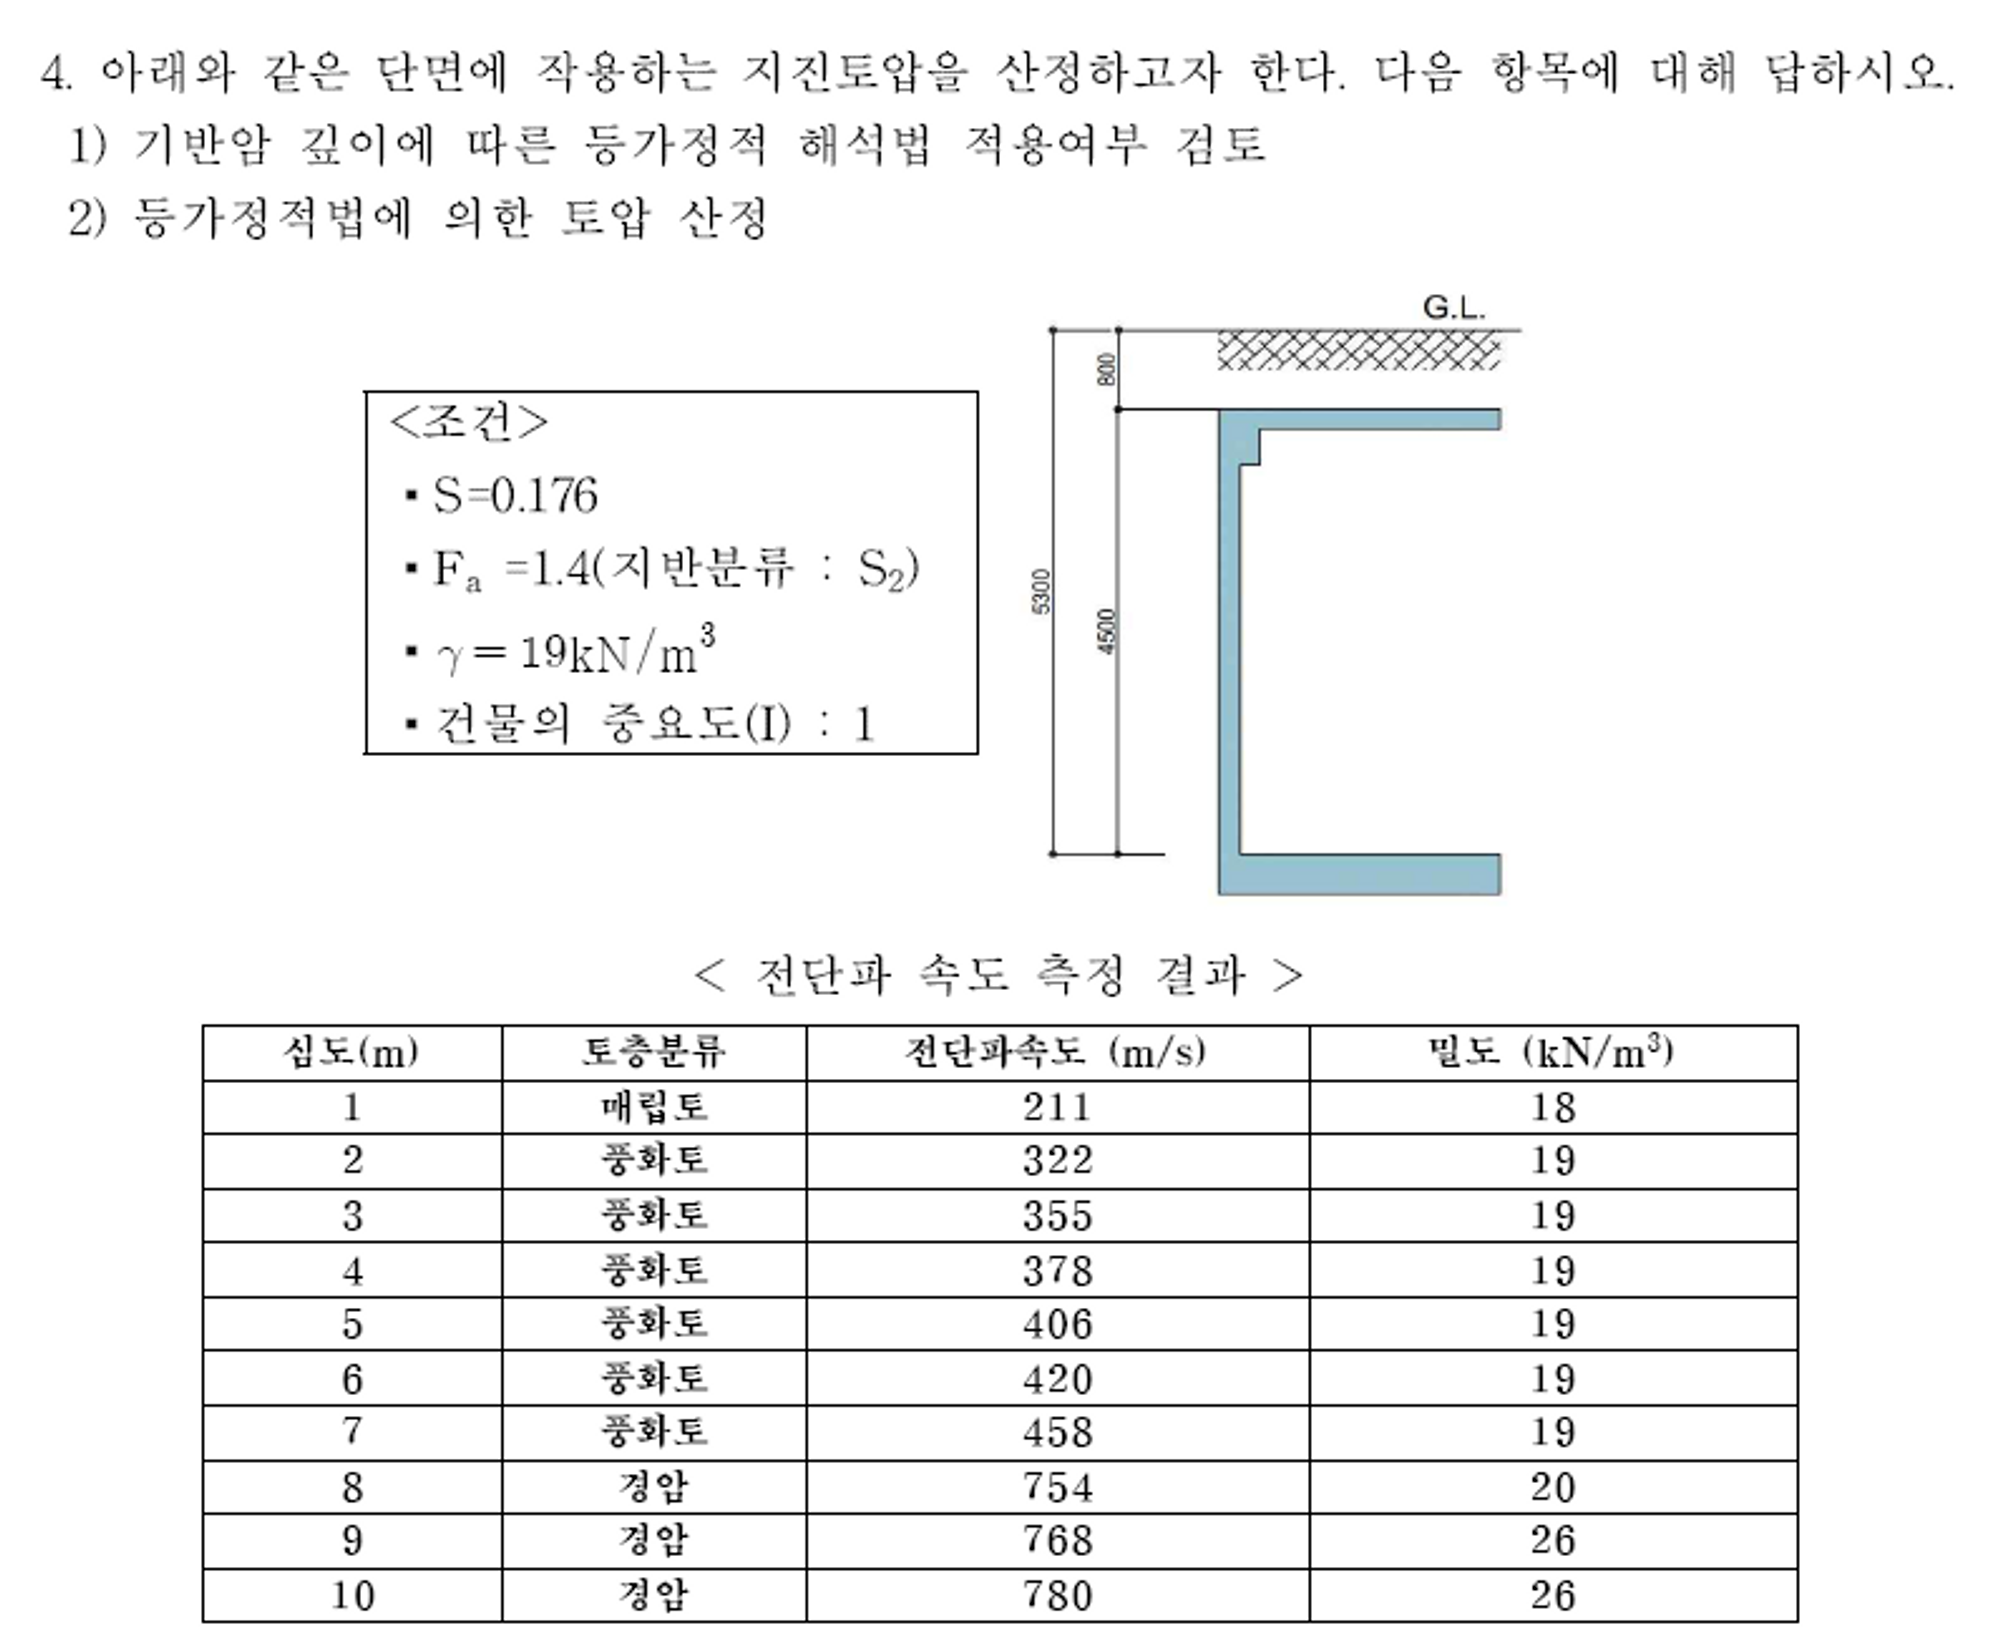 4. 아래와 같은 단면에 작용하는 지진토압을 산정하고자 한다. 다음 항목에 대해 답하시오.
1) 기반암 깊이에 따른 등가정적 해석법 적용여부 검토
2) 등가정적법에 의한 토압 산정
G.L.
800
5300
4500
<조건>
▪ S=0.176
▪ Fa =1.4(지반분류 : S2)
▪ γ = 19kN/m³
▪ 건물의 중요도(I) : 1
< 전단파 속도 측정 결과 >
심도(m) 토층분류 전단파속도 (m/s) 밀도 (kN/m³)
1 매립토 211 18
2 풍화토 322 19
3 풍화토 355 19
4 풍화토 378 19
5 풍화토 406 19
6 풍화토 420 19
7 풍화토 458 19
8 경암 754 20
9 경암 768 26
10 경암 780 26